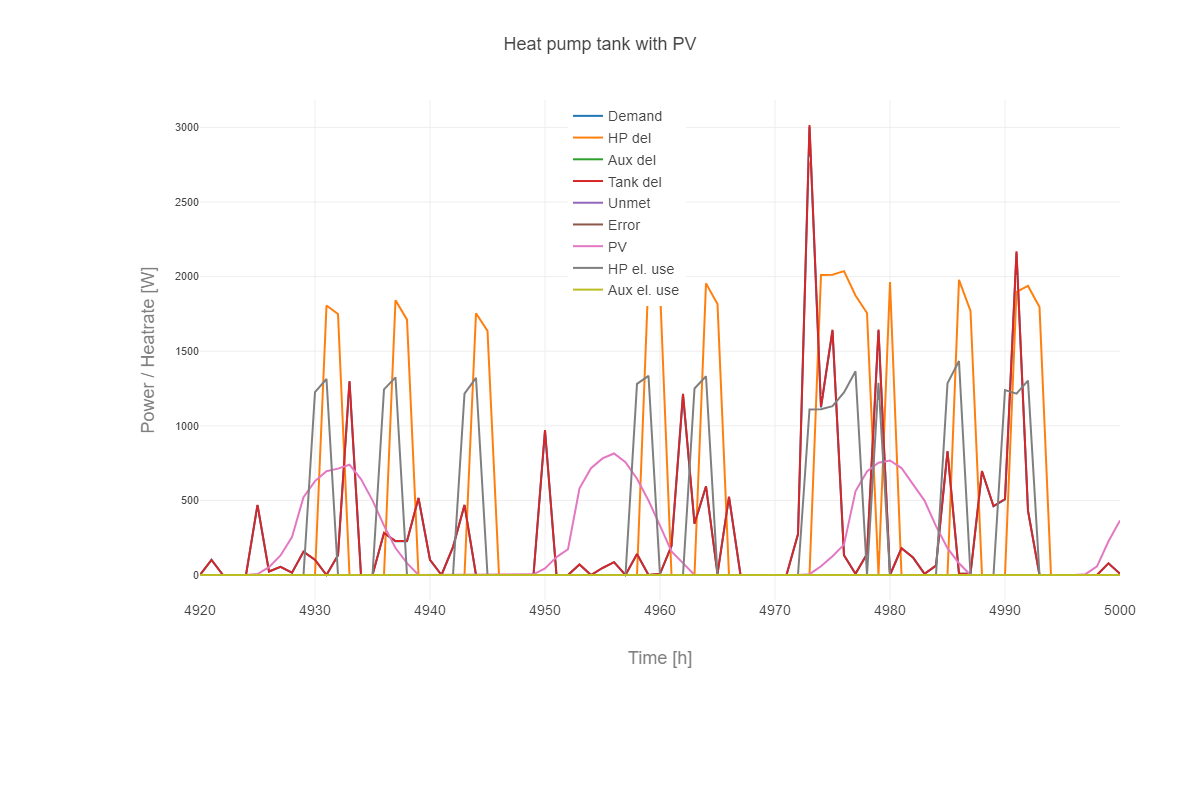 Heat pump tank with PV
Demand
HP del
Aux del
Tank del
Unmet
Error
PV
HP el. use
Aux el. use
3000
2500
2000
1500
1000
500
0
Power / Heatrate [W]
4920 4930 4940 4950 4960 4970 4980 4990 5000
Time [h]